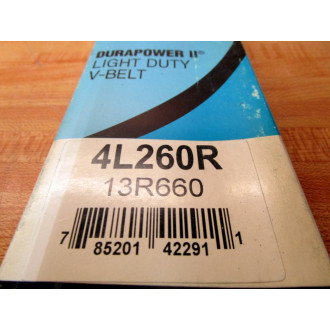 DURAPOWER II®
LIGHT DUTY
V-BELT
4L260R
13R660
7 85201 42291 1